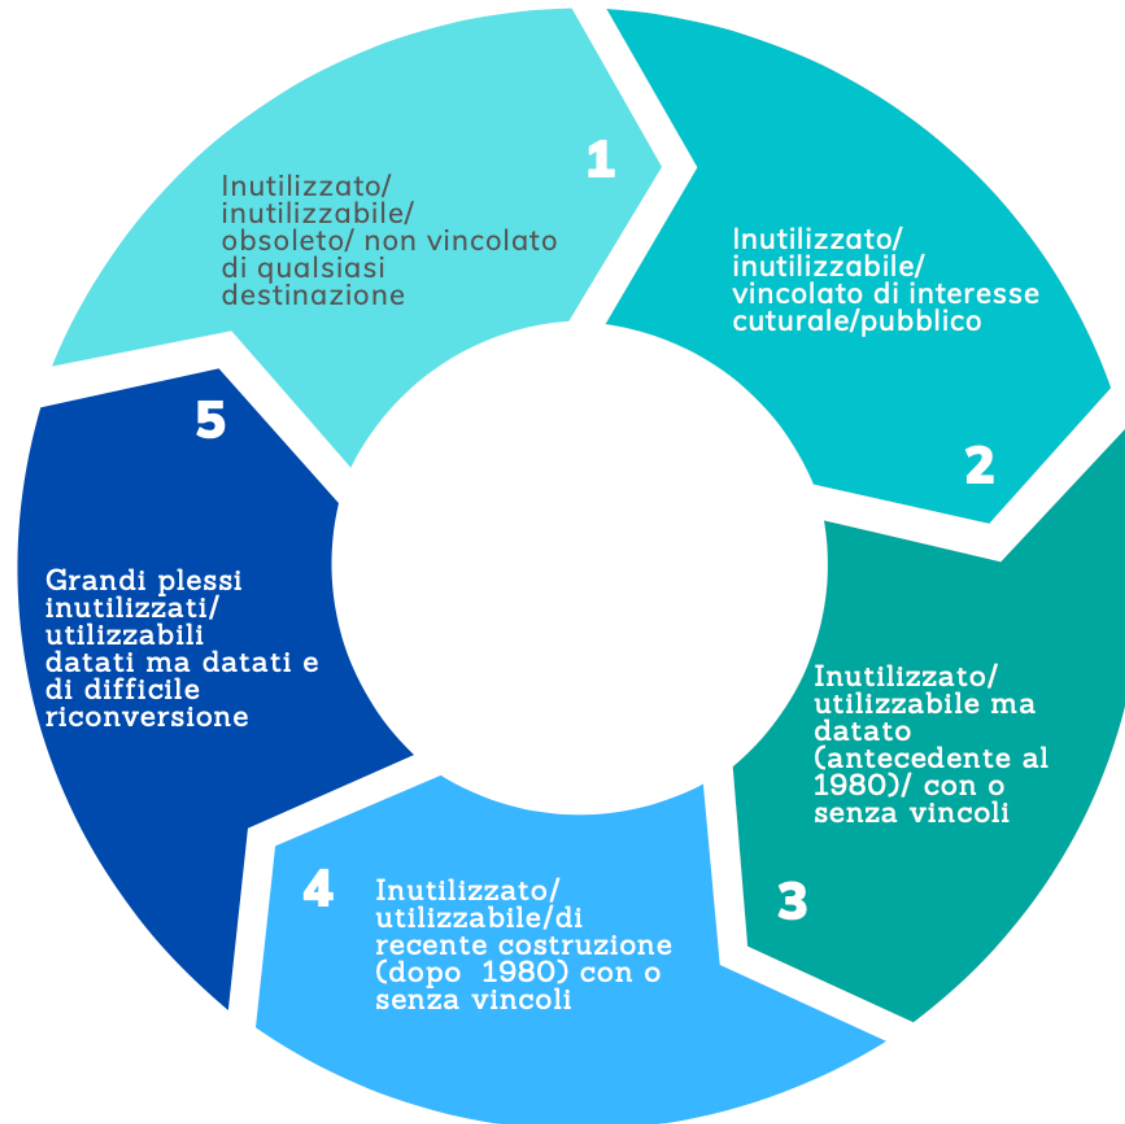 1
Inutilizzato/
inutilizzabile/
obsoleto/ non vincolato
di qualsiasi
destinazione
Inutilizzato/
inutilizzabile/
vincolato di interesse
cuturale/pubblico
2
Inutilizzato/
utilizzabile ma
datato
(antecedente al
1980)/ con o
senza vincoli
3
4
Inutilizzato/
utilizzabile/di
recente costruzione
(dopo  1980) con o
senza vincoli
5
Grandi plessi
inutilizzati/
utilizzabili
datati ma datati e
di difficile
riconversione